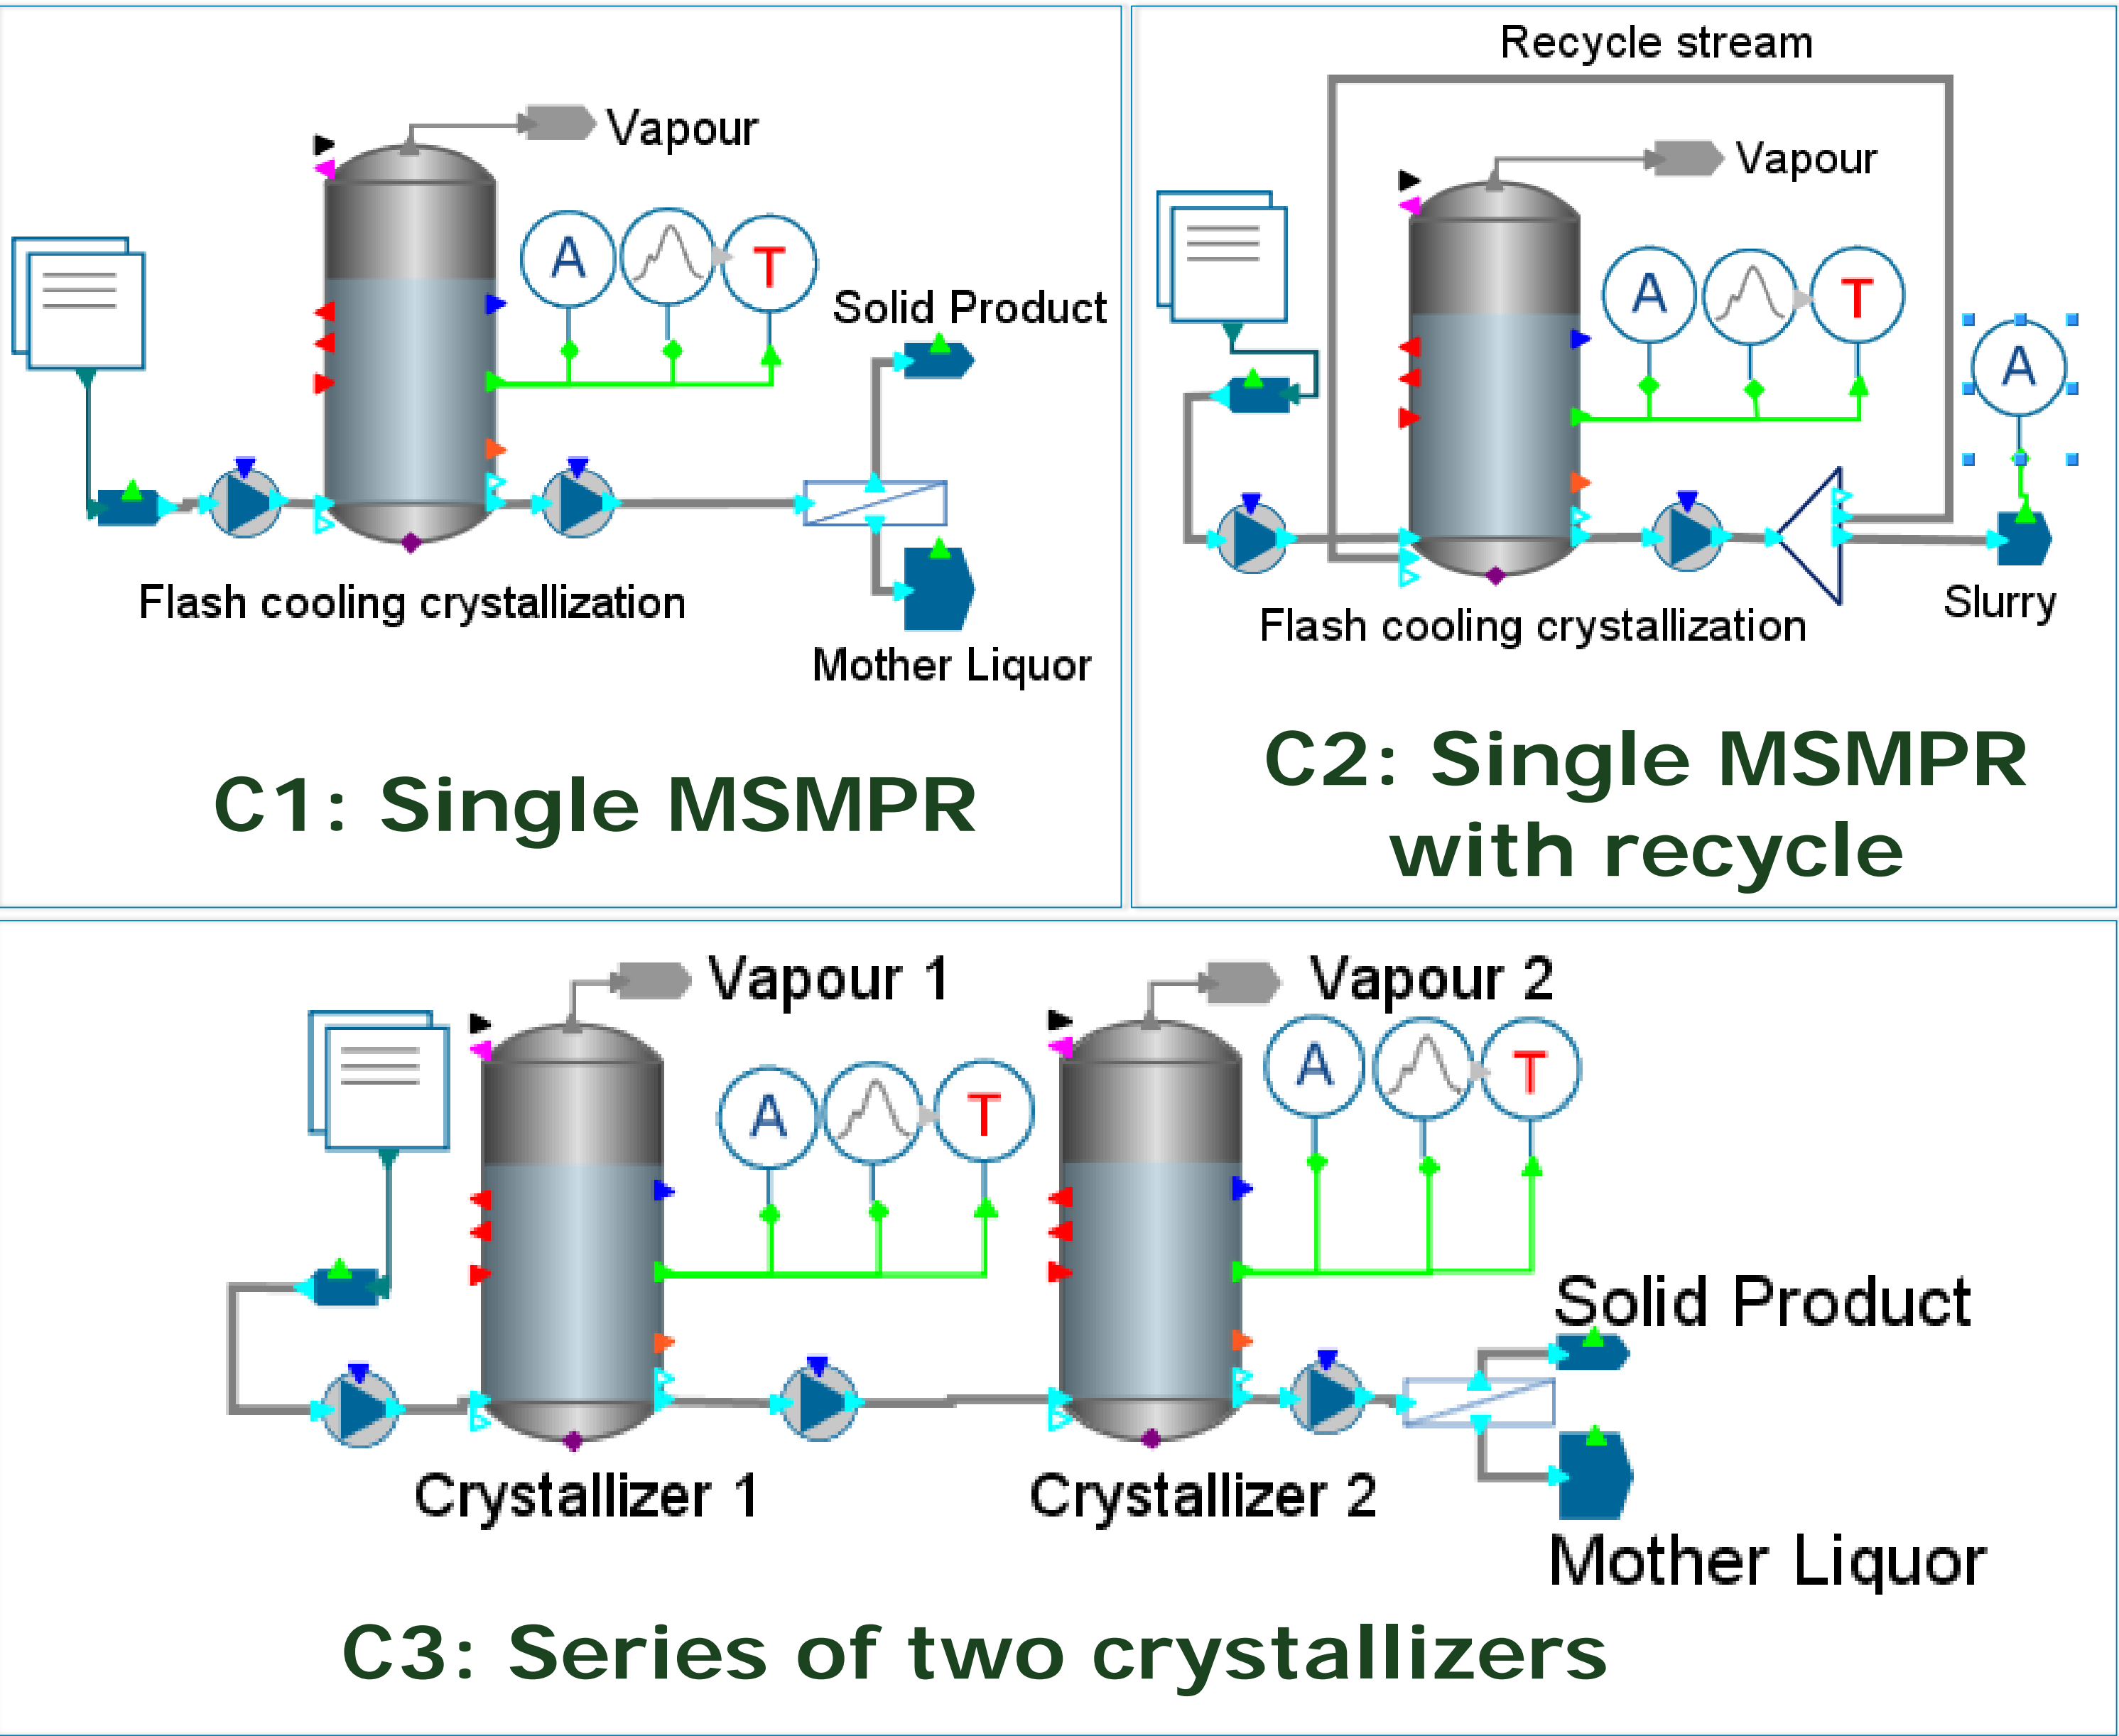 Vapour
A
T
Solid Product
Flash cooling crystallization
Mother Liquor
C1: Single MSMPR
Recycle stream
Vapour
A
T
A
Slurry
Flash cooling crystallization
C2: Single MSMPR
with recycle
Vapour 1
A
T
Vapour 2
A
T
Solid Product
Crystallizer 1
Crystallizer 2
Mother Liquor
C3: Series of two crystallizers